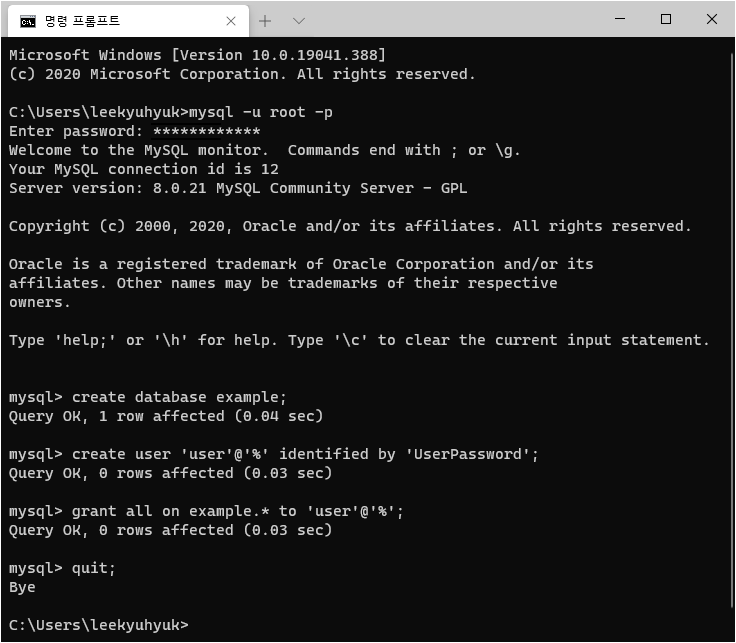 명령 프롬프트
Microsoft Windows [Version 10.0.19041.388]
(c) 2020 Microsoft Corporation. All rights reserved.
C:\Users\leekyuhyuk>mysql -u root -p
Enter password: ************
Welcome to the MySQL monitor.  Commands end with ; or \g.
Your MySQL connection id is 12
Server version: 8.0.21 MySQL Community Server - GPL
Copyright (c) 2000, 2020, Oracle and/or its affiliates. All rights reserved.
Oracle is a registered trademark of Oracle Corporation and/or its
affiliates. Other names may be trademarks of their respective
owners.
Type 'help;' or '\h' for help. Type '\c' to clear the current input statement.
mysql> create database example;
Query OK, 1 row affected (0.04 sec)
mysql> create user 'user'@'%' identified by 'UserPassword';
Query OK, 0 rows affected (0.03 sec)
mysql> grant all on example.* to 'user'@'%';
Query OK, 0 rows affected (0.03 sec)
mysql> quit;
Bye
C:\Users\leekyuhyuk>